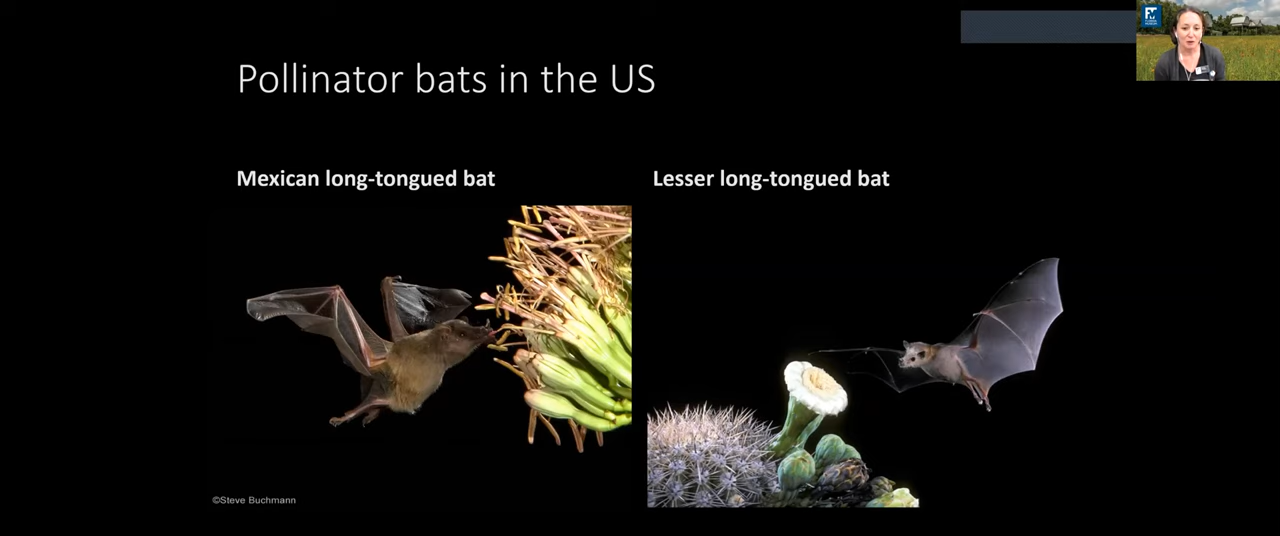 Pollinator bats in the US
Mexican long-tongued bat
Lesser long-tongued bat
©Steve Buchmann